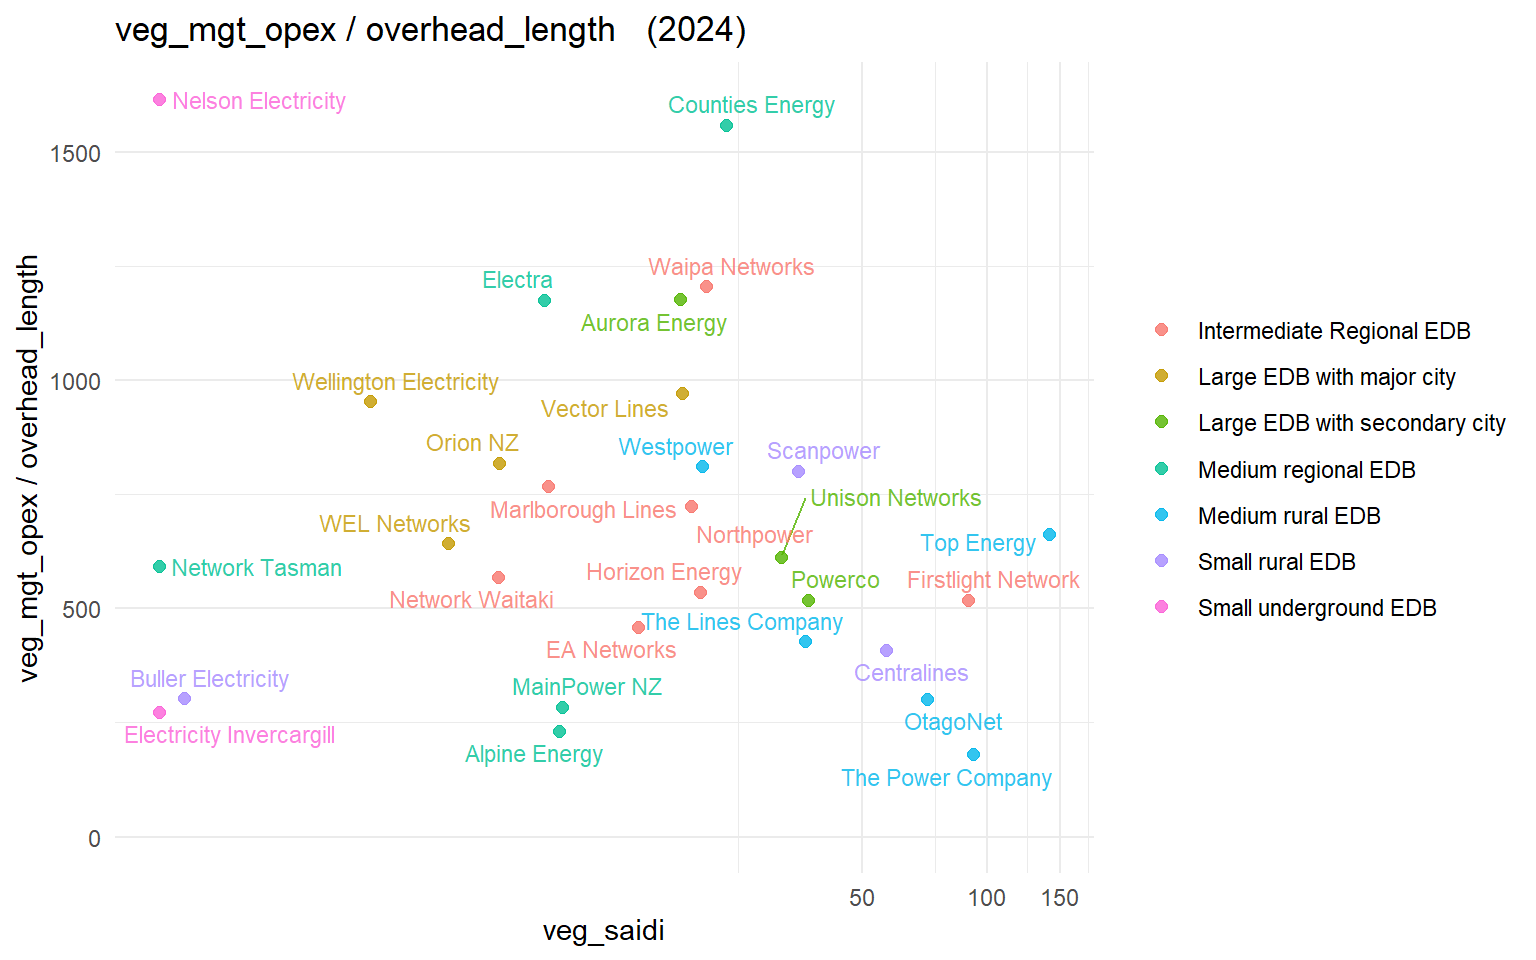 veg_mgt_opex / overhead_length (2024)
Nelson Electricity
Counties Energy
1500
Waipa Networks
Electra
Aurora Energy
Wellington Electricity
1000
Vector Lines
Orion NZ
Westpower
Scanpower
Unison Networks
Marlborough Lines
WEL Networks
Northpower
Top Energy
Network Tasman
Horizon Energy
Powerco
Firstlight Network
Network Waitaki
500
The Lines Company
EA Networks
Centralines
Buller Electricity
MainPower NZ
OtagoNet
Electricity Invercargill
Alpine Energy
The Power Company
0
50
100
150
veg_saidi
veg_mgt_opex / overhead_length
Intermediate Regional EDB
Large EDB with major city
Large EDB with secondary city
Medium regional EDB
Medium rural EDB
Small rural EDB
Small underground EDB